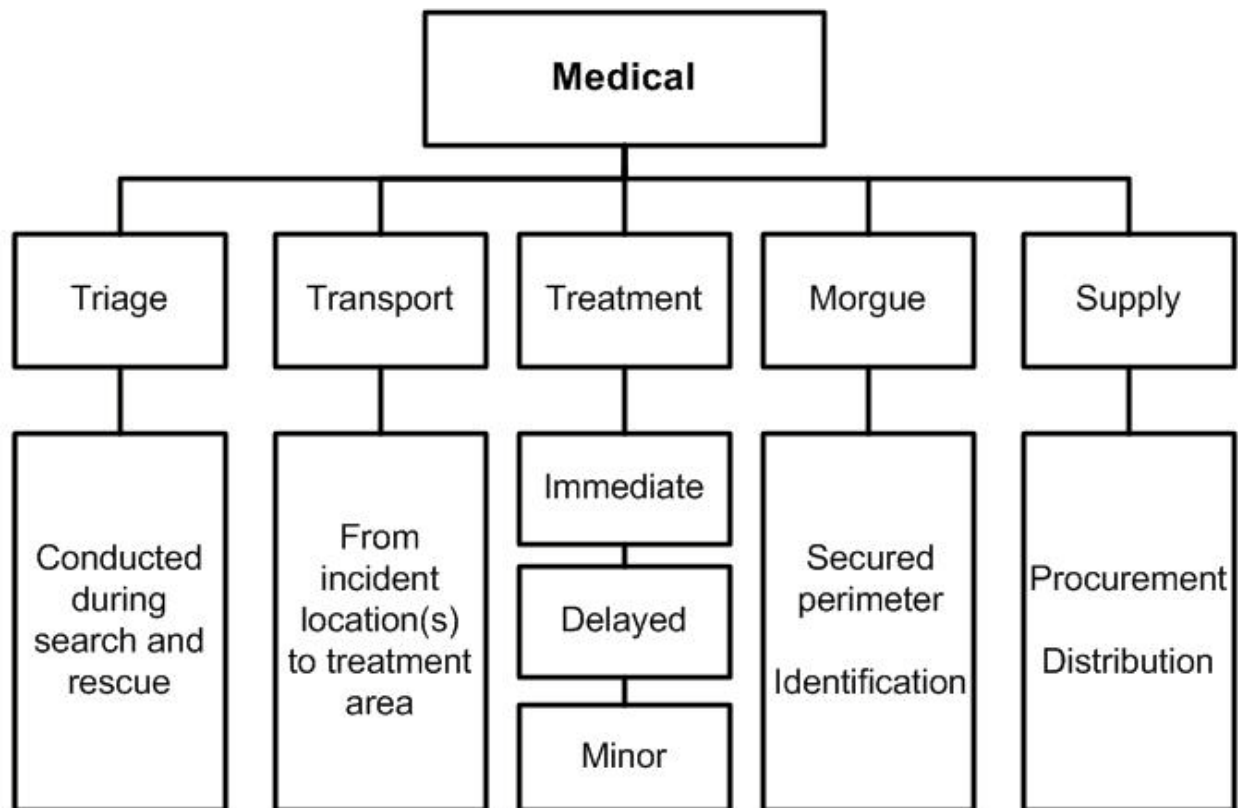 Medical
Triage
Transport
Treatment
Morgue
Supply
Conducted
during
search and
rescue
From
incident
location(s)
to treatment
area
Immediate
Delayed
Minor
Secured
perimeter
Identification
Procurement
Distribution